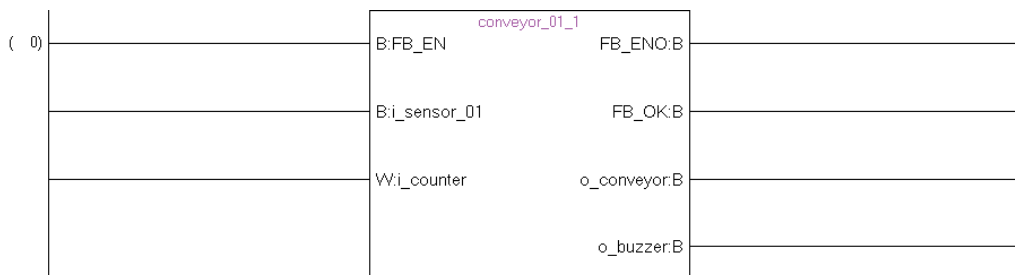 conveyor_01_1
( 0) B:FB_EN FB_ENO:B
B:i_sensor_01 FB_OK:B
W:i_counter o_conveyor:B
o_buzzer:B